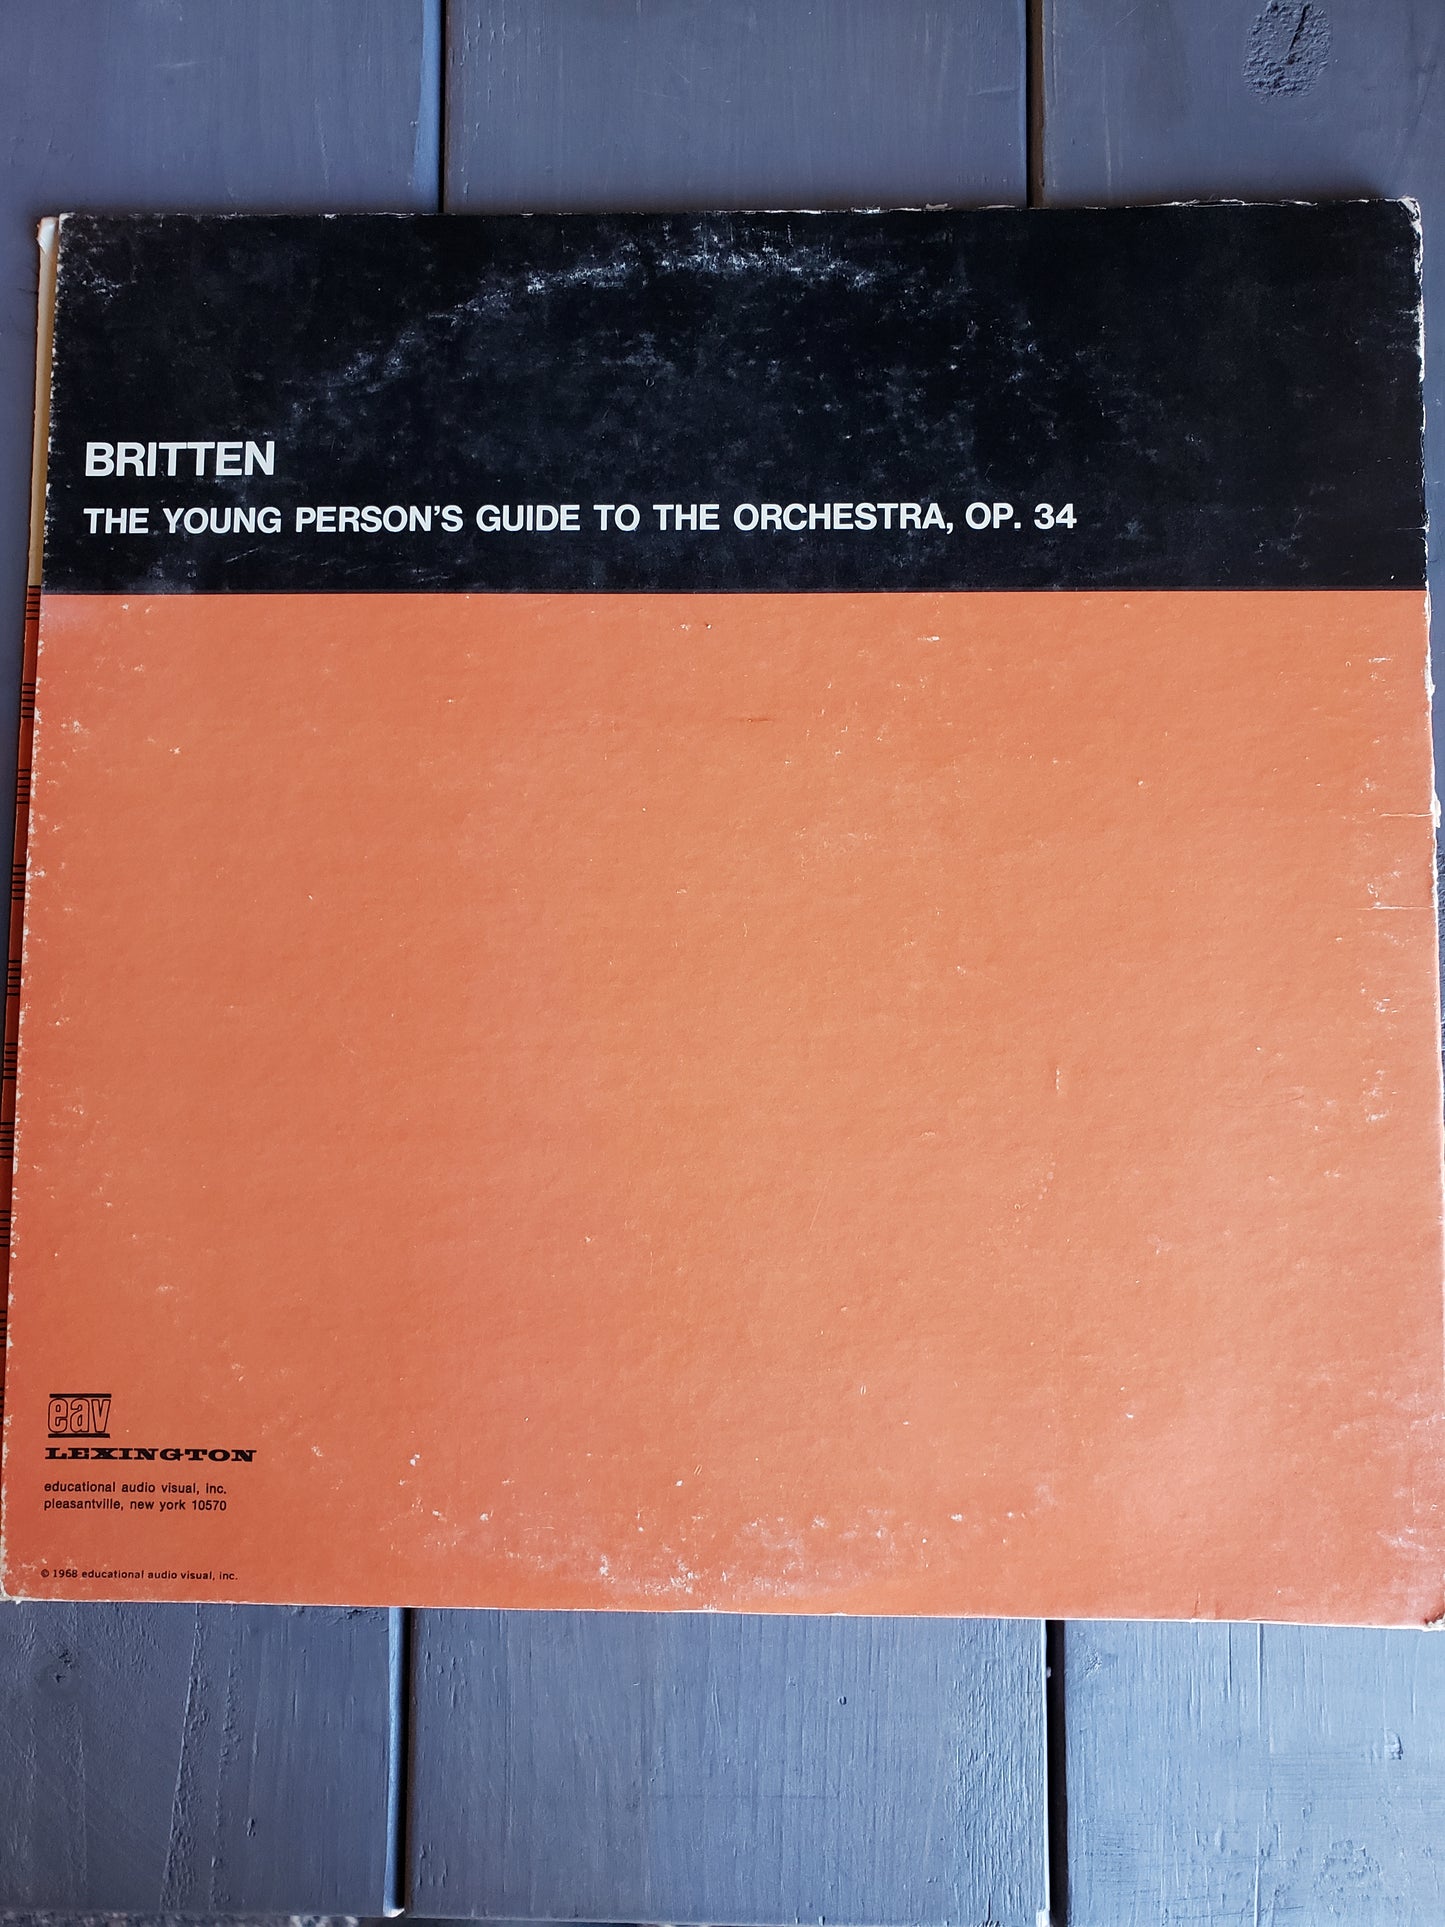 BRITTEN
THE YOUNG PERSON'S GUIDE TO THE ORCHESTRA, OP. 34
eav
LEXINGTON
educational audio visual, inc.
pleasantville, new york 10570
© 1968 educational audio visual, inc.